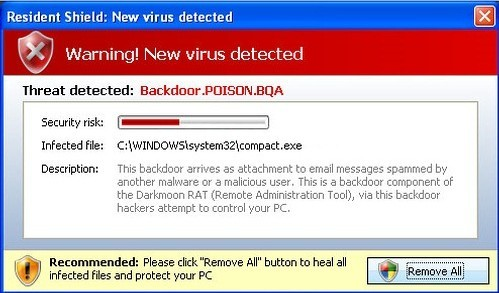 Resident Shield: New virus detected
Warning! New virus detected
Threat detected: Backdoor.POISON.BQA
Security risk:
Infected file: C:\WINDOWS\system32\compact.exe
Description: This backdoor arrives as attachment to email messages spammed by
another malware or a malicious user. This is a backdoor component of
the Darkmoon RAT (Remote Administration Tool), via this backdoor
hackers attempt to control your PC.
Recommended: Please click "Remove All" button to heal all
infected files and protect your PC
Remove All